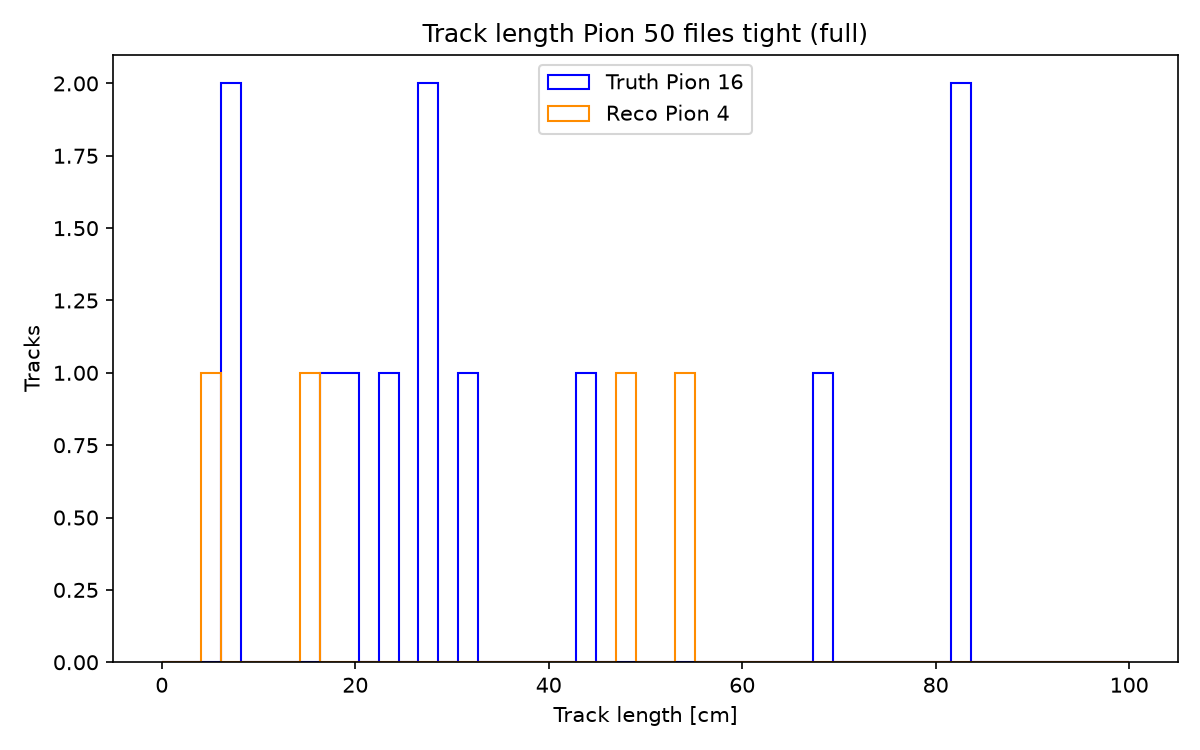 Track length Pion 50 files tight (full)
Truth Pion 16
Reco Pion 4
Tracks
2.00
1.75
1.50
1.25
1.00
0.75
0.50
0.25
0.00
0 20 40 60 80 100
Track length [cm]